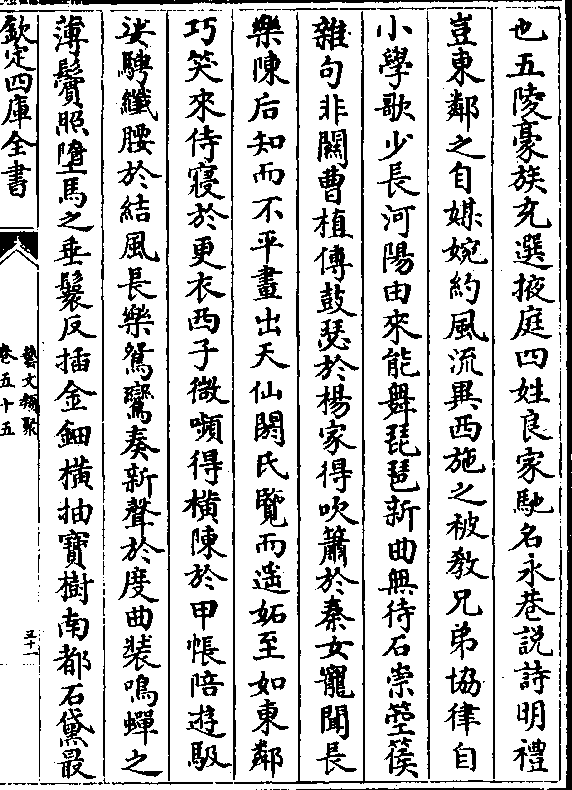 也五陵豪族充選掖庭四姓良家馳名永巷説詩明禮
豈東鄰之自媒婉約風流異西施之被敎兄弟協律自
小學歌少長河陽由來能舞琵琶新曲無待石崇箜篌
雜句非闗曹植傅鼓瑟於楊家得吹簫於秦女寵聞長
樂陳后知而不平畫出天仙閼氏覽而遥妬至如東鄰
巧笑來侍寢於更衣西子微嚬得橫陳於甲帳陪遊馺
娑騁纖腰於結風長樂鴛鸞奏新聲於度曲裝鳴蟬之
薄鬢照墮馬之垂鬟反揷金鈿橫抽寶樹南都石黛最
欽定四庫全書
藝文類聚
卷五十五
三十一